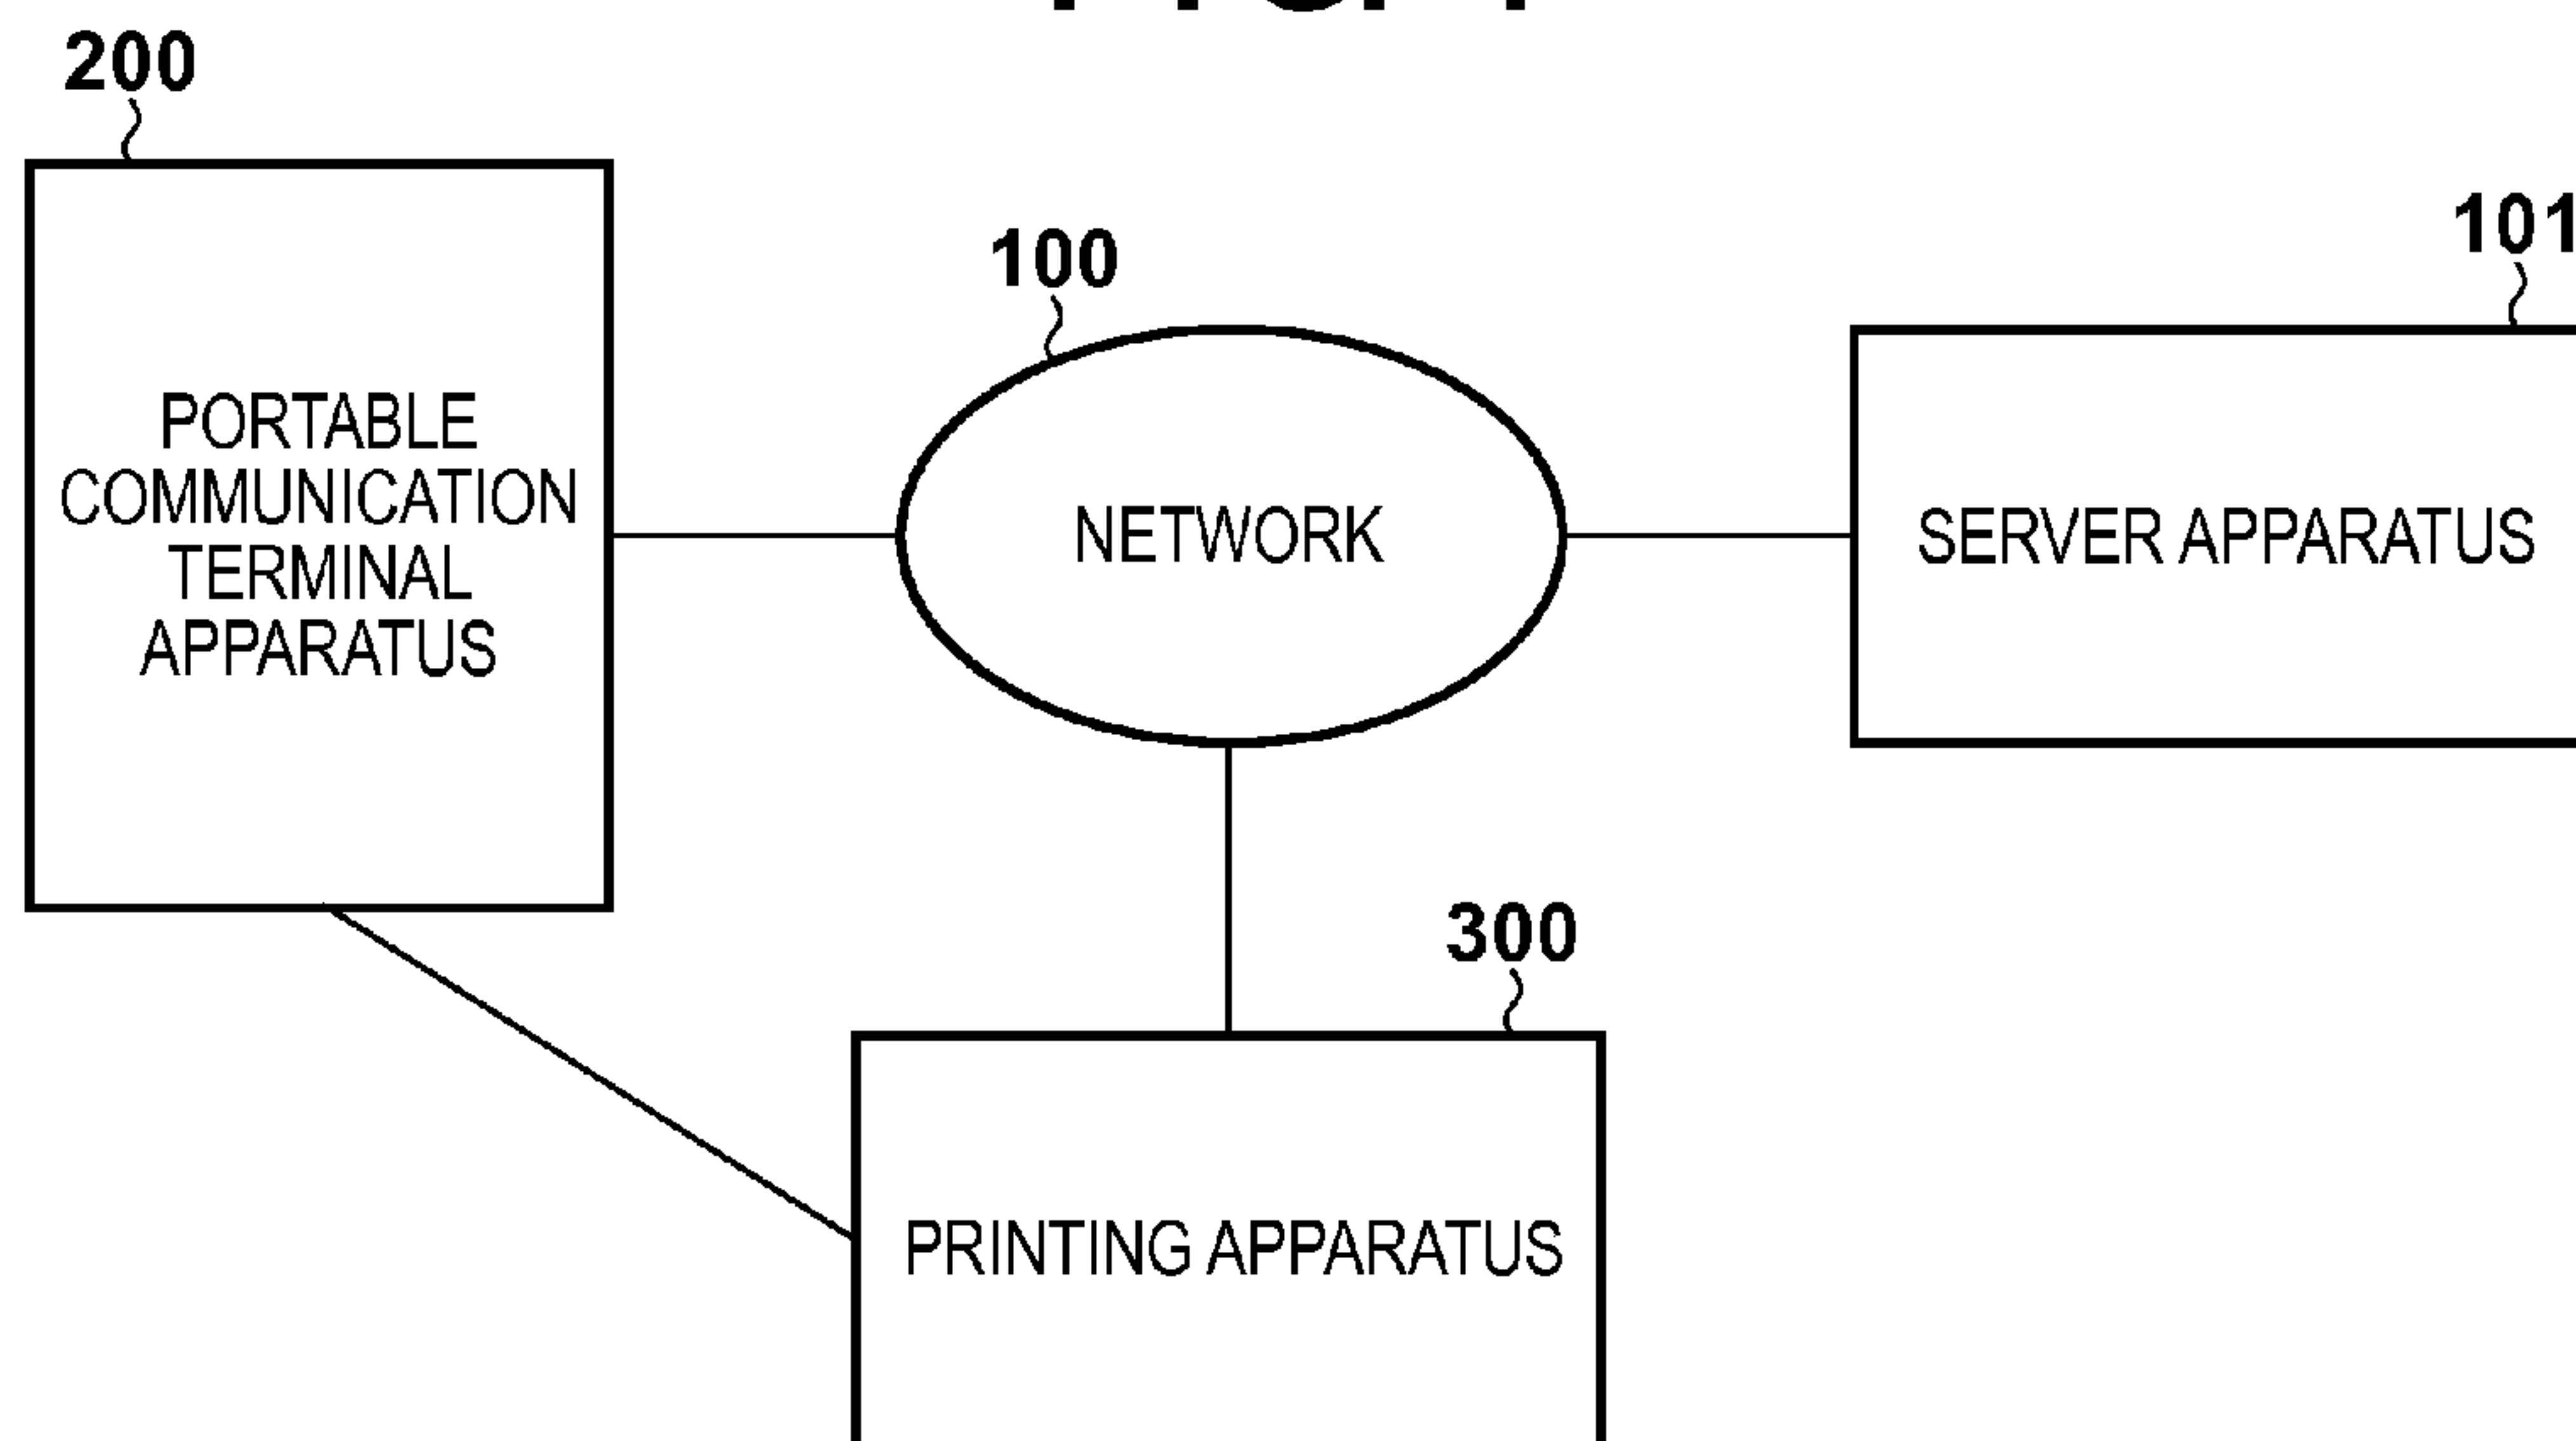 200
101
100
PORTABLE
COMMUNICATION
TERMINAL
APPARATUS
NETWORK
SERVER APPARATUS
300
PRINTING APPARATUS